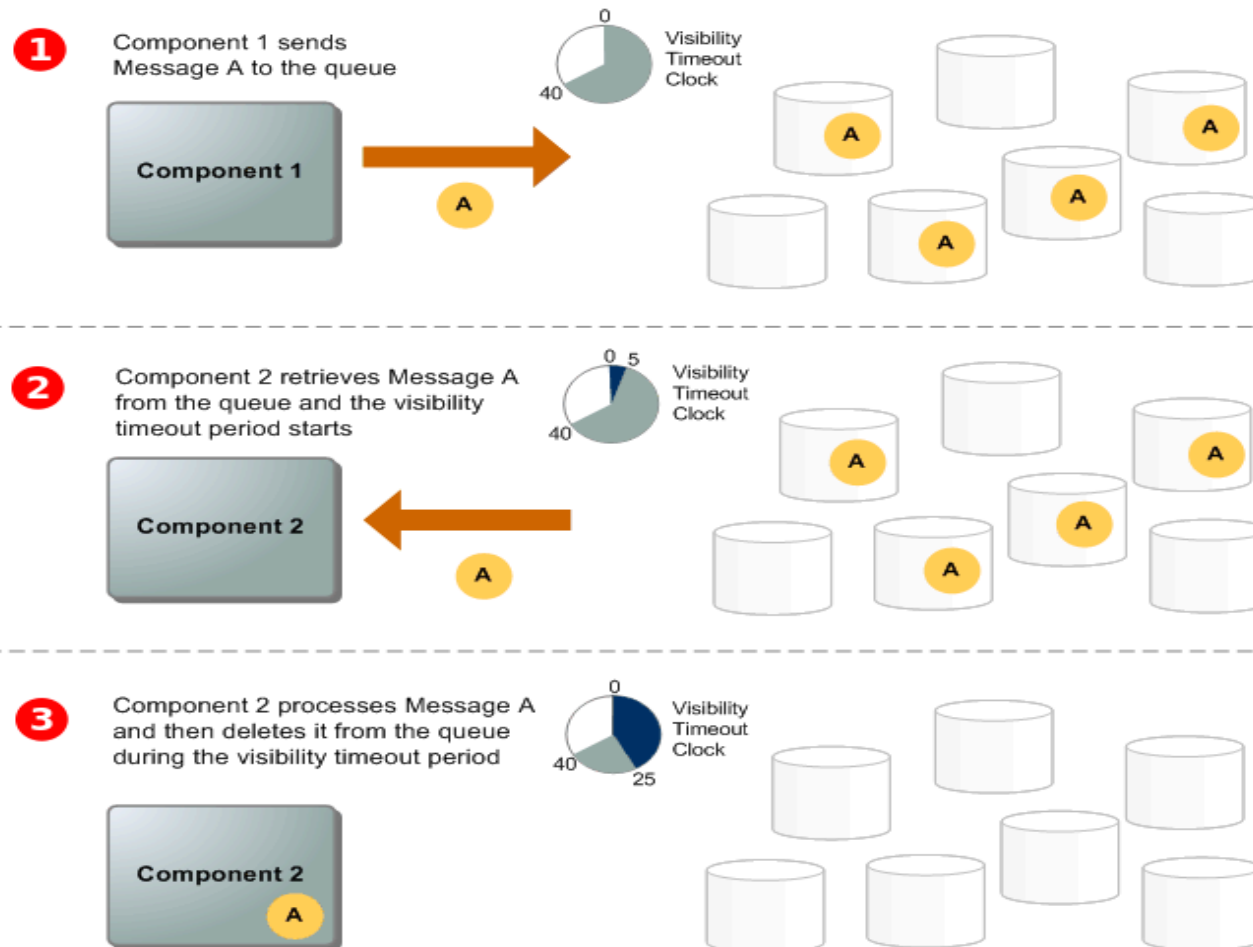 1
Component 1 sends
Message A to the queue
0
40
Visibility
Timeout
Clock
Component 1
A
A
A
A
A
2
Component 2 retrieves Message A
from the queue and the visibility
timeout period starts
0 5
40
Visibility
Timeout
Clock
Component 2
A
A
A
A
A
3
Component 2 processes Message A
and then deletes it from the queue
during the visibility timeout period
0
40
25
Visibility
Timeout
Clock
Component 2
A